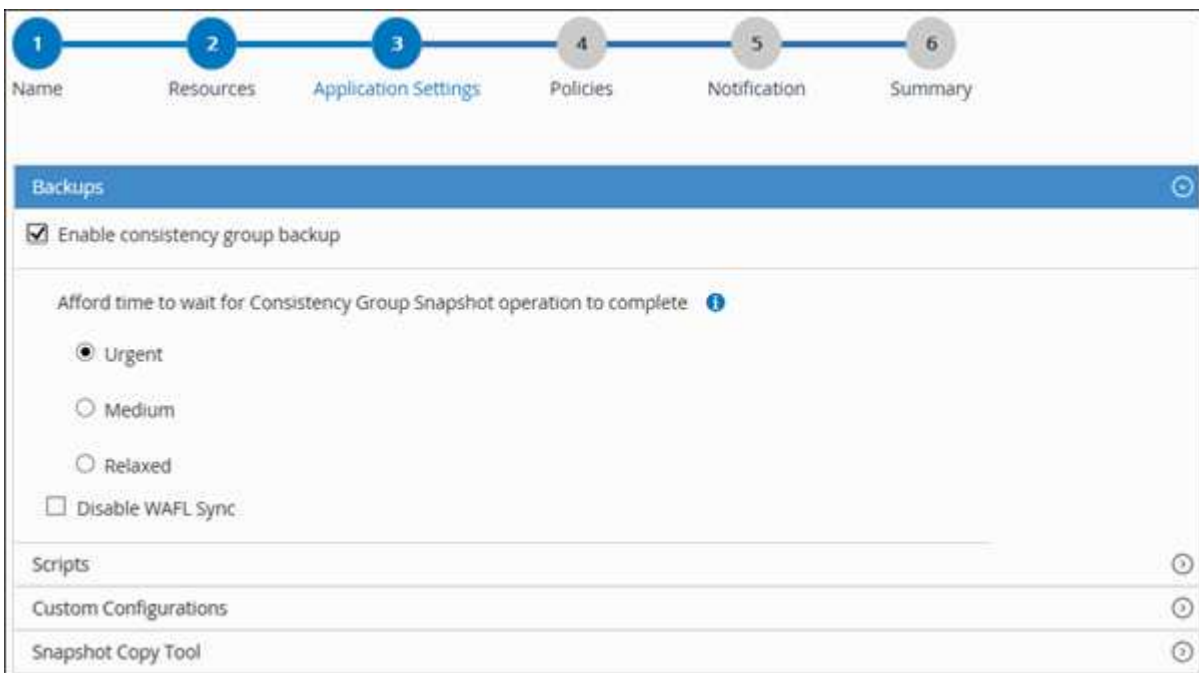 1 2 3 4 5 6
Name Resources Application Settings Policies Notification Summary
Backups
Enable consistency group backup
Afford time to wait for Consistency Group Snapshot operation to complete i
Urgent
Medium
Relaxed
Disable WAFL Sync
Scripts
Custom Configurations
Snapshot Copy Tool